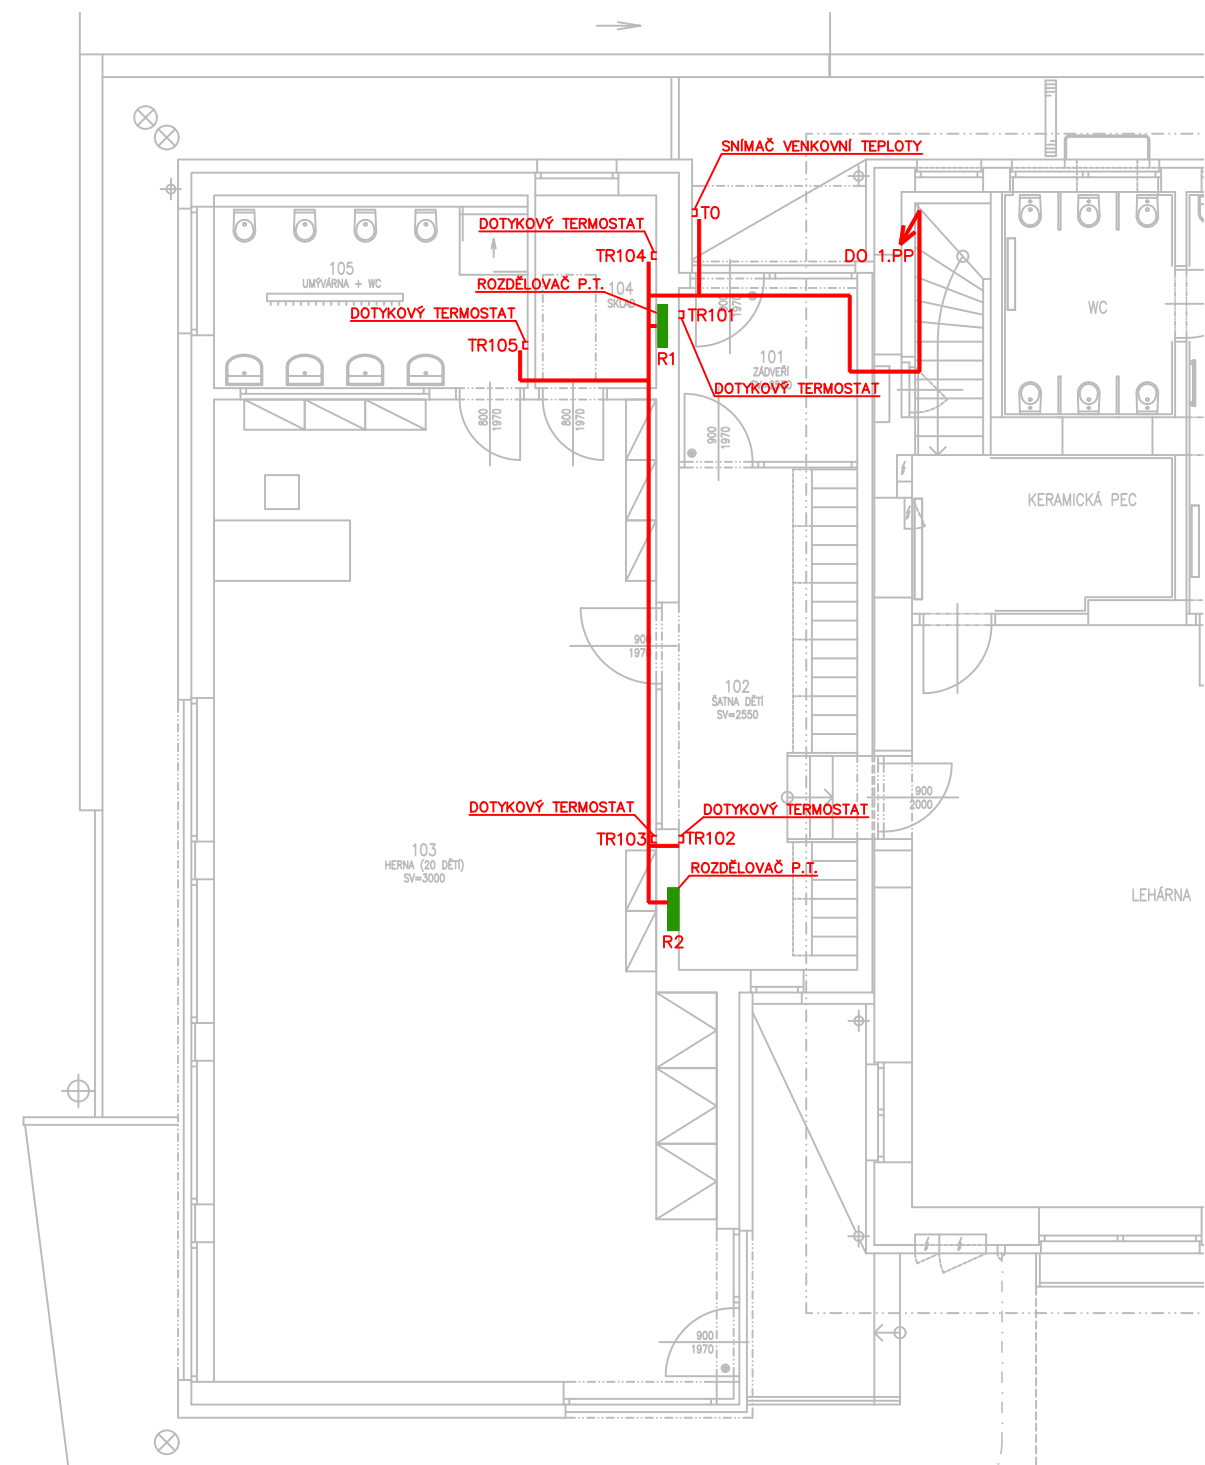 SNÍMAČ VENKOVNÍ TEPLOTY
TO
DOTYKOVÝ TERMOSTAT
TR104
DO 1.PP
105
UMÝVÁRNA + WC
ROZDĚLOVAČ P.T.
104
SKLAD
DOTYKOVÝ TERMOSTAT
TR105
TR101
900
1970
WC
R1
101
ZÁDVEŘÍ
DOTYKOVÝ TERMOSTAT
800
1970
800
1970
900
1970
KERAMICKÁ PEC
900
1970
102
ŠATNA DĚTÍ
SV=2550
900
2000
DOTYKOVÝ TERMOSTAT
DOTYKOVÝ TERMOSTAT
TR103
TR102
103
HERNA (20 DĚTÍ)
SV=3000
ROZDĚLOVAČ P.T.
LEHÁRNA
R2
900
1970